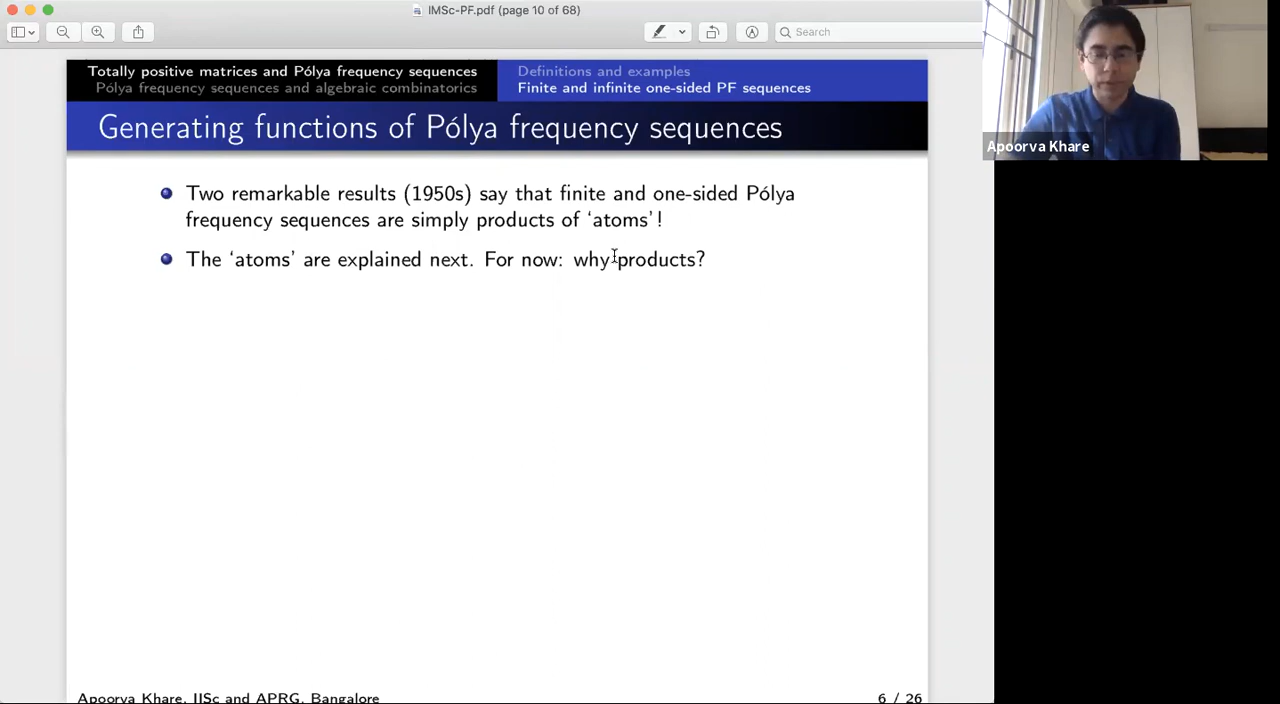 IMSc-PF.pdf (page 10 of 68)
Search
Totally positive matrices and Pólya frequency sequences
Pólya frequency sequences and algebraic combinatorics
Definitions and examples
Finite and infinite one-sided PF sequences
Generating functions of Pólya frequency sequences
Two remarkable results (1950s) say that finite and one-sided Pólya
frequency sequences are simply products of ‘atoms’!
The ‘atoms’ are explained next. For now: why products?
Apoorva Khare, IISc and APRG, Bangalore
6 / 26
Apoorva Khare